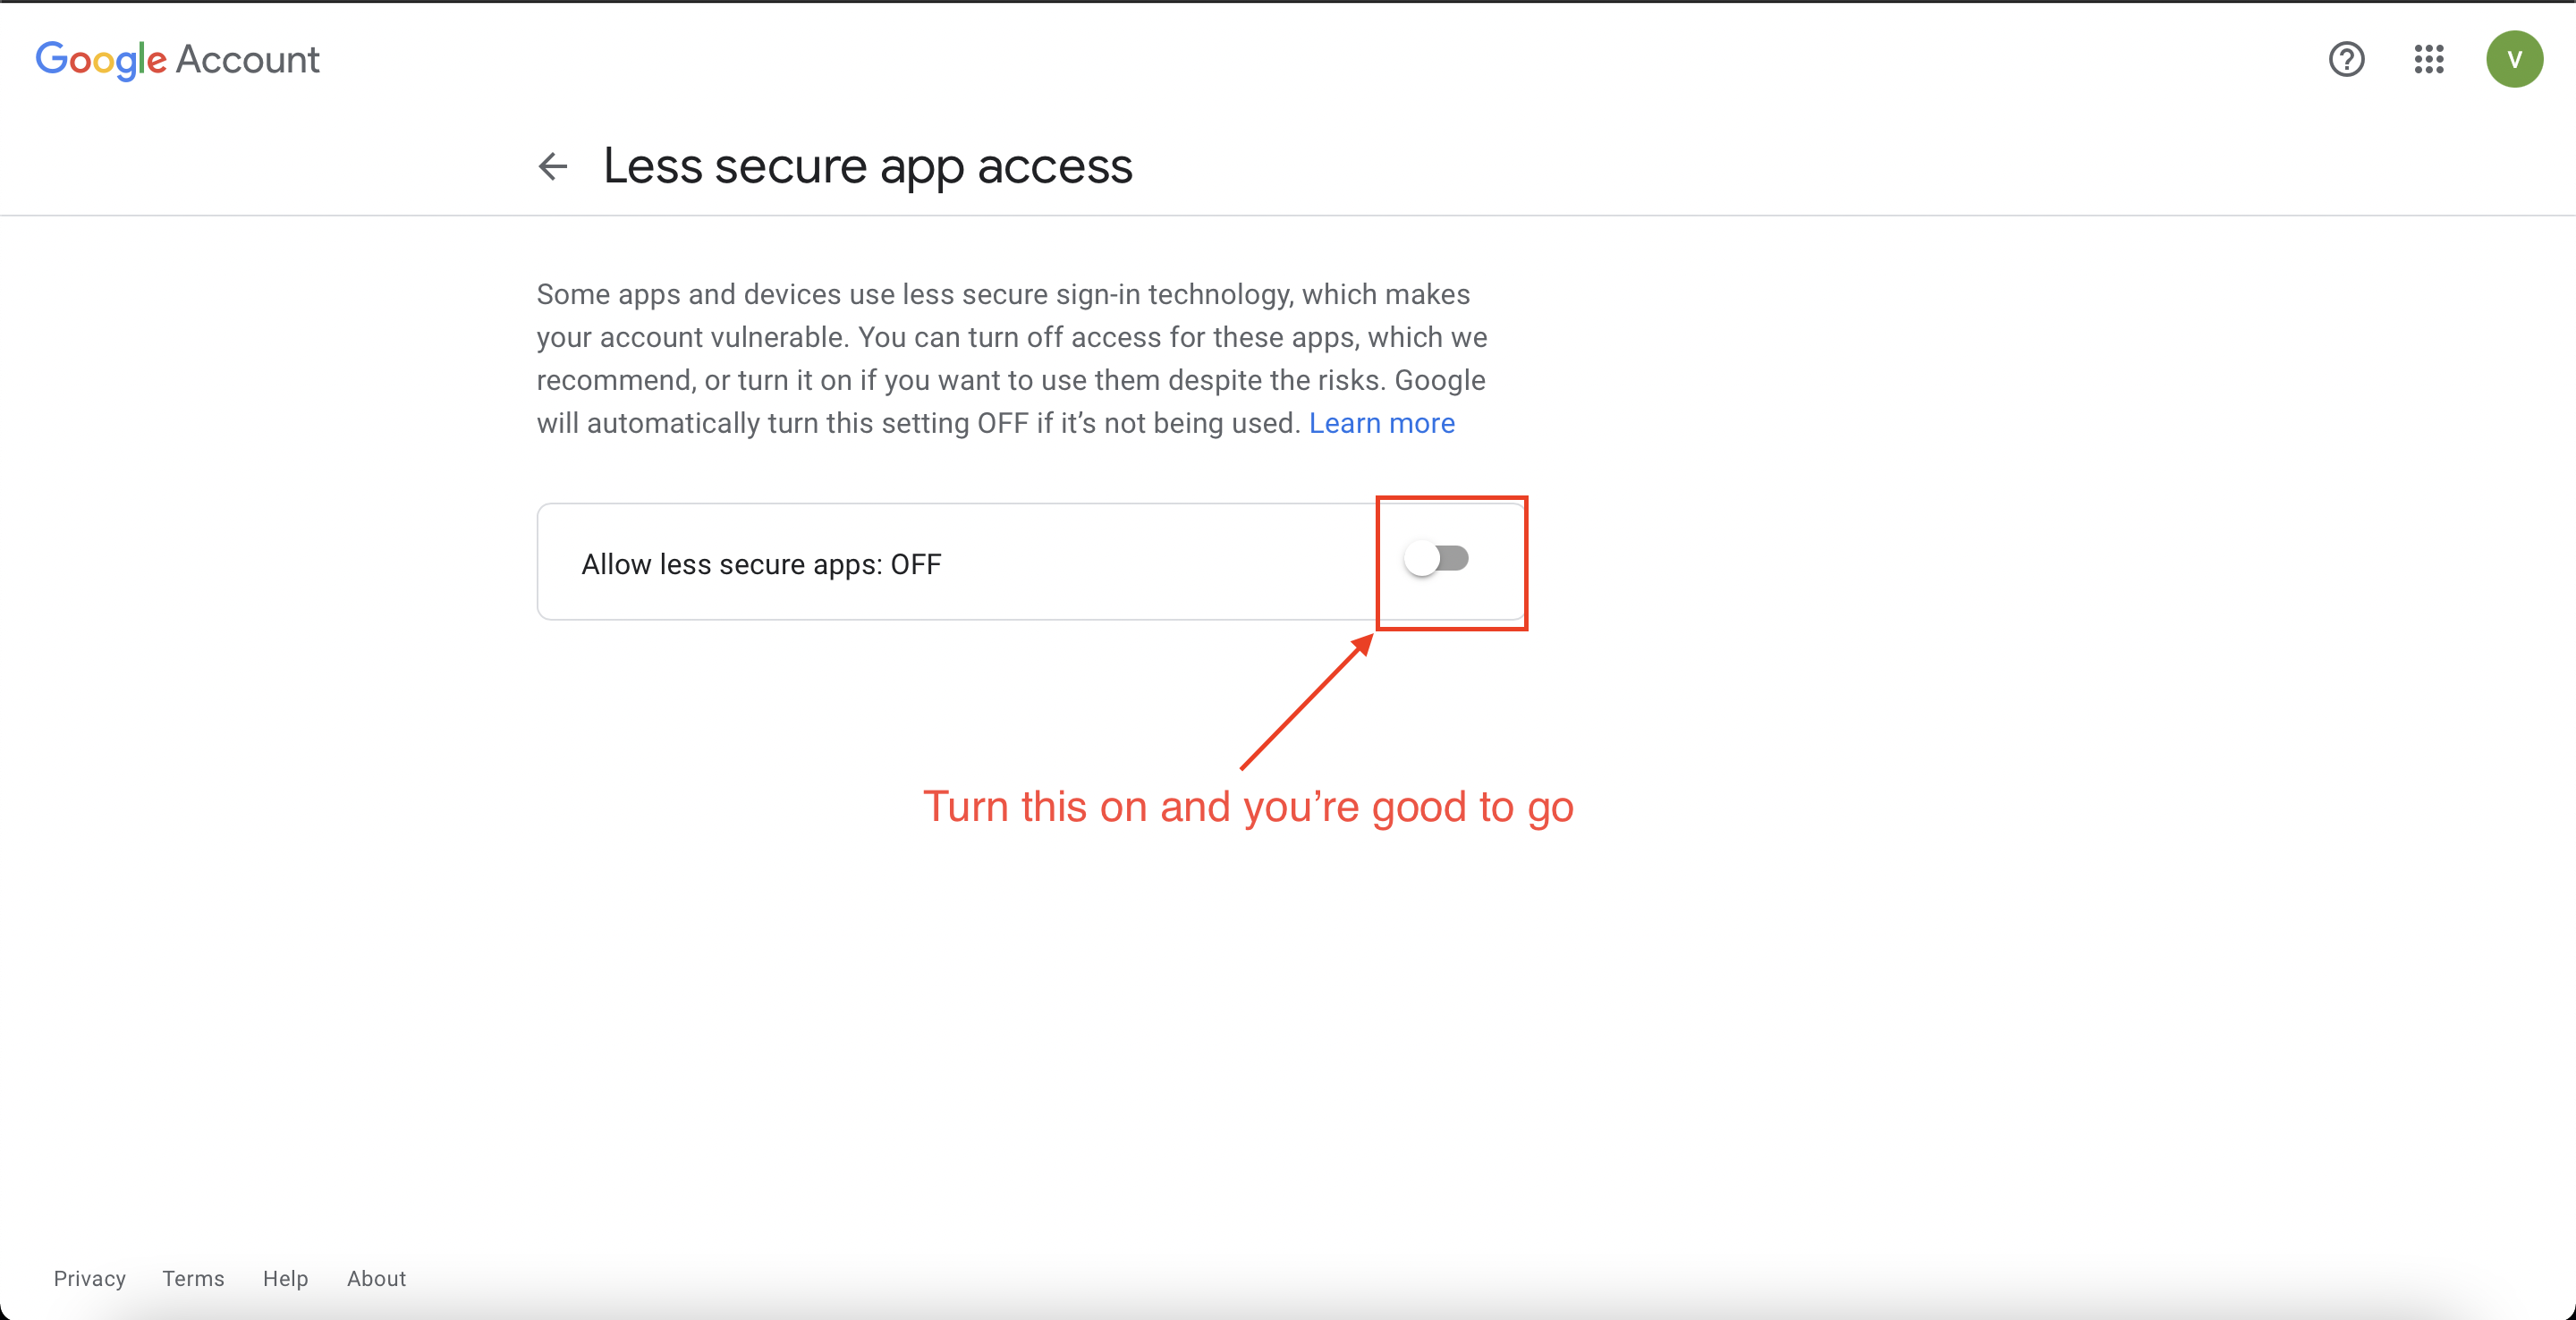 Google Account
V
Less secure app access
Some apps and devices use less secure sign-in technology, which makes
your account vulnerable. You can turn off access for these apps, which we
recommend, or turn it on if you want to use them despite the risks. Google
will automatically turn this setting OFF if it’s not being used. Learn more
Allow less secure apps: OFF
Turn this on and you’re good to go
Privacy Terms Help About